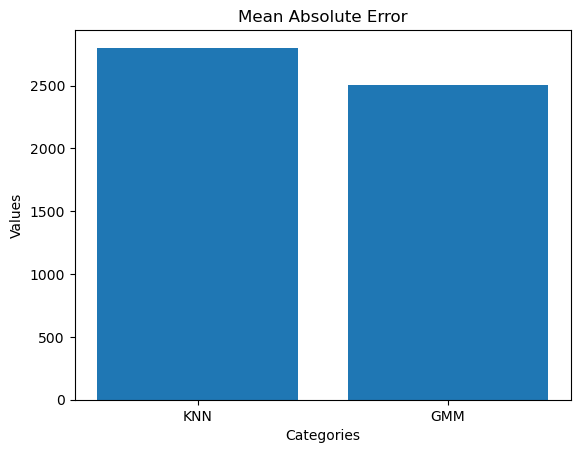 Mean Absolute Error
Values
2500
2000
1500
1000
500
0
KNN
GMM
Categories